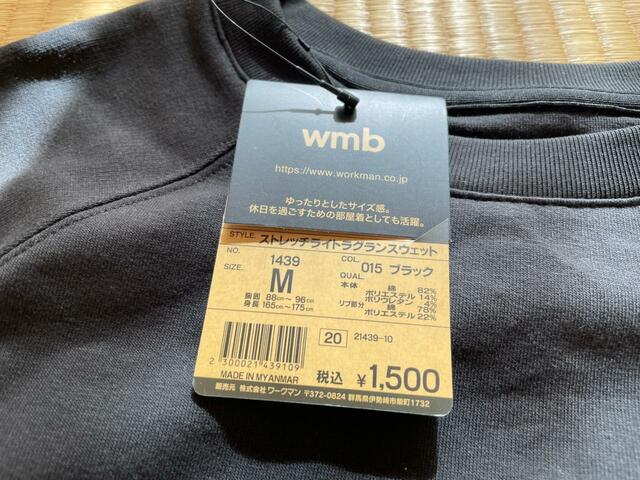 wmb
https://www.workman.co.jp
ゆったりとしたサイズ感。
休日を過ごすための部屋着としても活躍。
STYLE. ストレッチライトラグランスウェット
NO. 1439 COL. 015 ブラック
SIZE. M QUAL.
本体 綿 82%
ポリエステル 14%
ポリウレタン 4%
リブ部分 綿 78%
ポリエステル 22%
胸囲 88cm〜 96cm
身長 165cm〜175cm
20 21439-10
2 300021 439109
MADE IN MYANMAR 税込 ¥1,500
販売元 株式会社 ワークマン 〒372-0824 群馬県伊勢崎市柴町1732